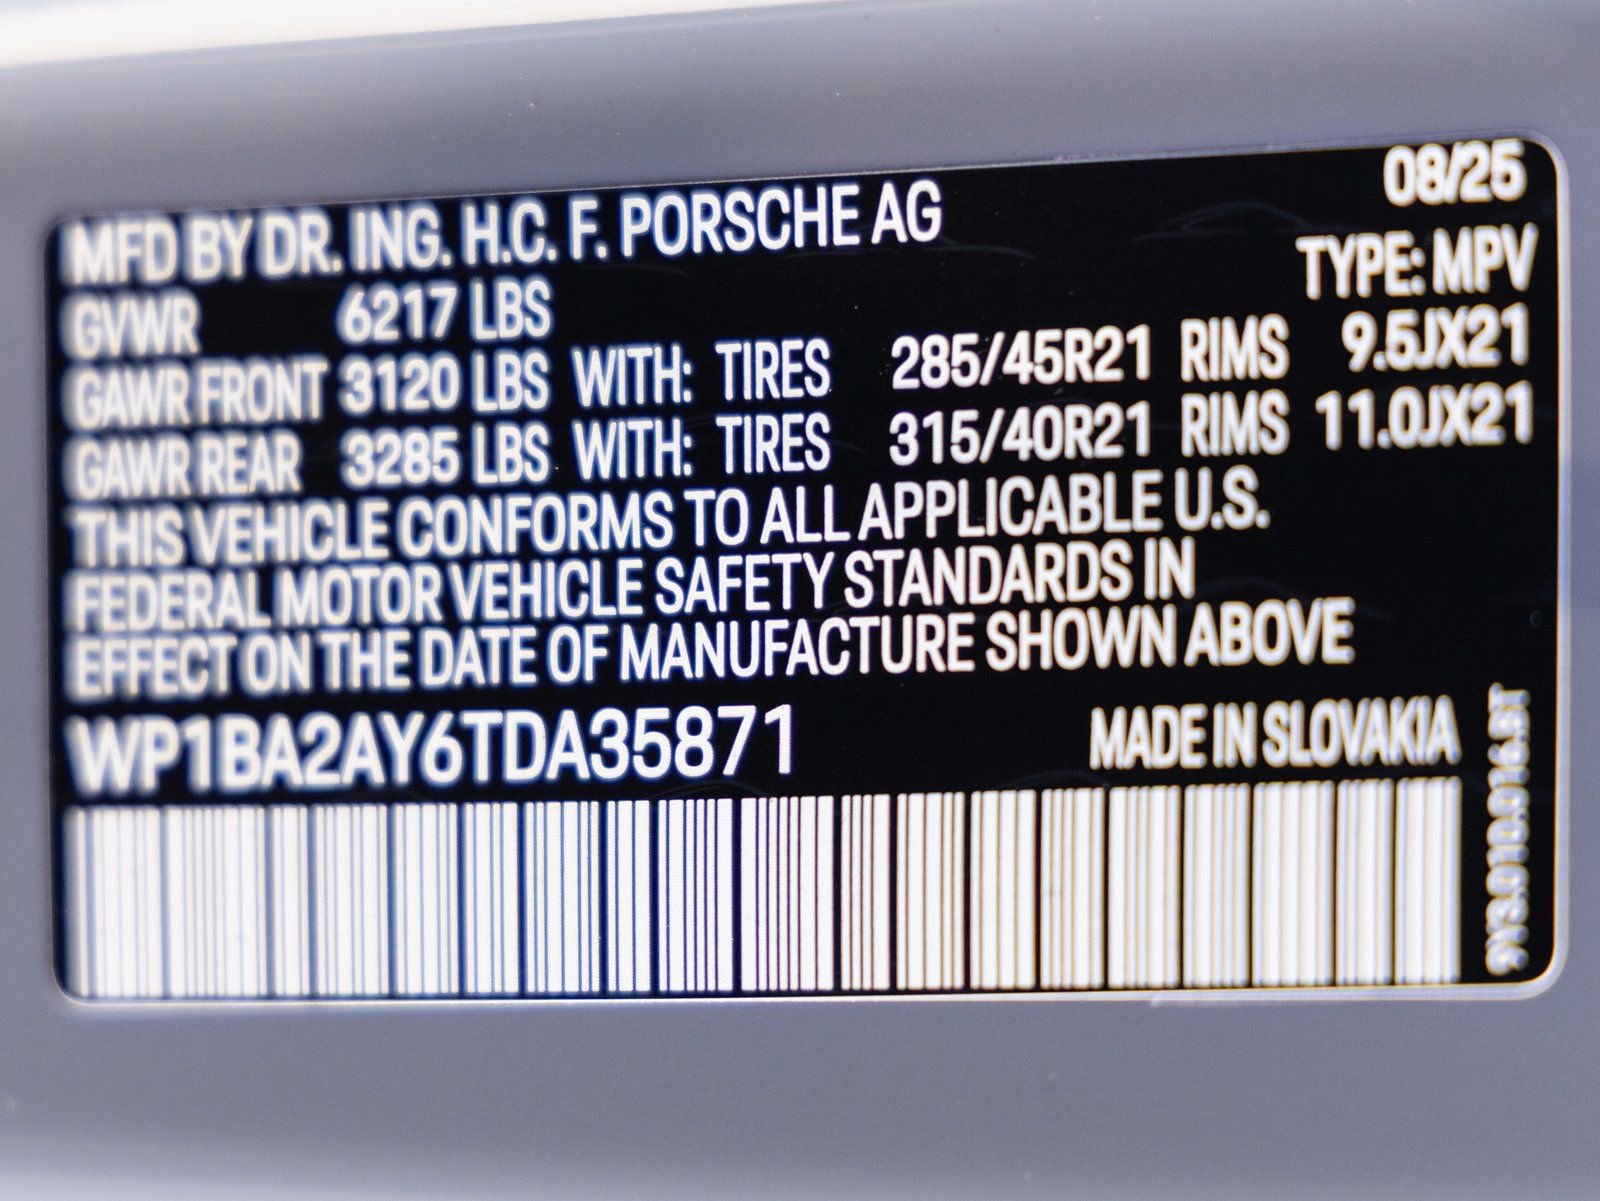 08/25
MFD BY DR. ING. H.C. F. PORSCHE AG
TYPE: MPV
GVWR 6217 LBS
GAWR FRONT 3120 LBS WITH: TIRES 285/45R21 RIMS 9.5JX21
GAWR REAR 3285 LBS WITH: TIRES 315/40R21 RIMS 11.0JX21
THIS VEHICLE CONFORMS TO ALL APPLICABLE U.S.
FEDERAL MOTOR VEHICLE SAFETY STANDARDS IN
EFFECT ON THE DATE OF MANUFACTURE SHOWN ABOVE
WP1BA2AY6TDA35871
MADE IN SLOVAKIA